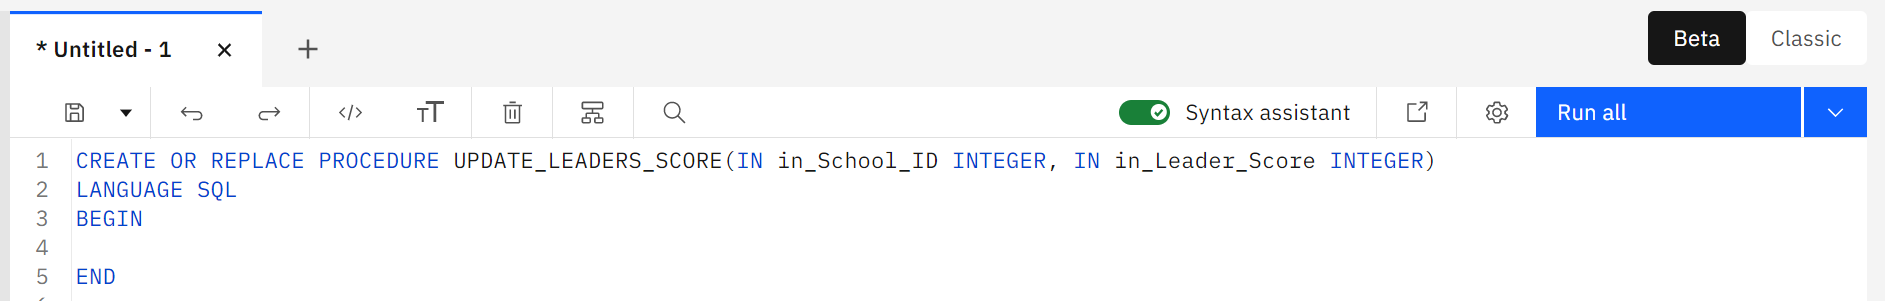 * Untitled - 1
Beta
Classic
Syntax assistant
Run all
1 CREATE OR REPLACE PROCEDURE UPDATE_LEADERS_SCORE(IN in_School_ID INTEGER, IN in_Leader_Score INTEGER)
2 LANGUAGE SQL
3 BEGIN
4
5 END